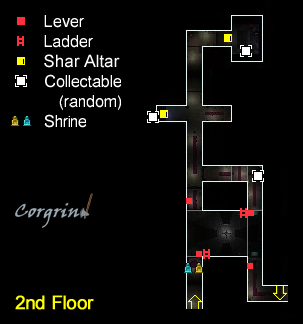 Lever
Ladder
Shar Altar
Collectable
(random)
Shrine
Corgrin
2nd Floor